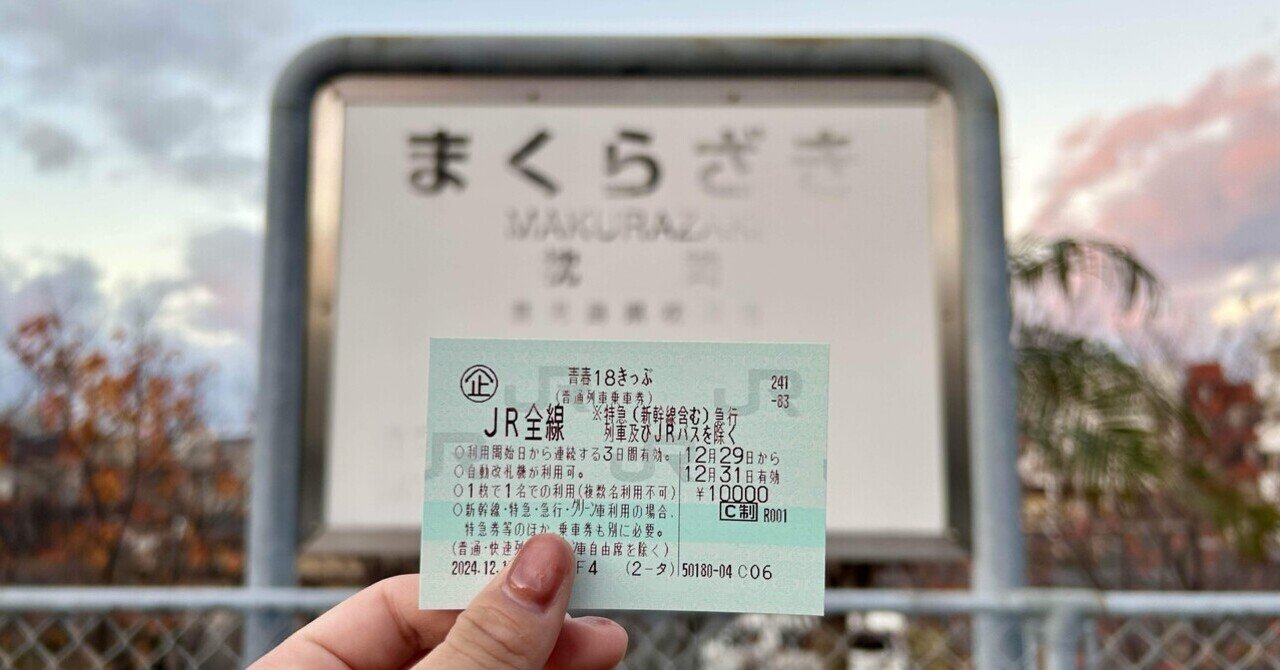 まくらざき
MAKURAZAKI
枕
企
青春18きっぷ
241
-83
(普通列車乗車券)
JR全線
※特急(新幹線含む)急行
列車及びJRバスを除く
○利用開始日から連続する3日間有効。
12月29日から
○自動改札機が利用可。
12月31日有効
○1枚で1名での利用(複数名利用不可)
¥10000
○新幹線・特急・急行・グリーン車利用の場合、
C制 R001
特急券等のほか、乗車券も別に必要。
(普通・快速列 車自由席を除く)
2024.12.1 F4 (2-タ) 50180-04 C06